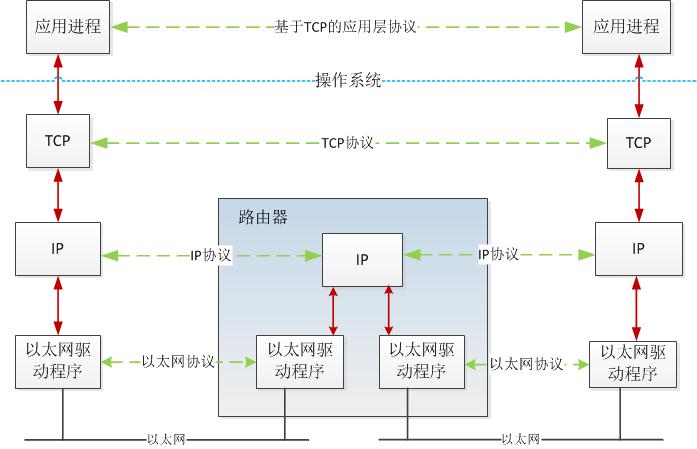 应用进程
基于TCP的应用层协议
应用进程
操作系统
TCP
TCP协议
TCP
路由器
IP
IP协议
IP
IP协议
IP
以太网驱
动程序
以太网协议
以太网驱
动程序
以太网驱
动程序
以太网协议
以太网驱
动程序
以太网
以太网